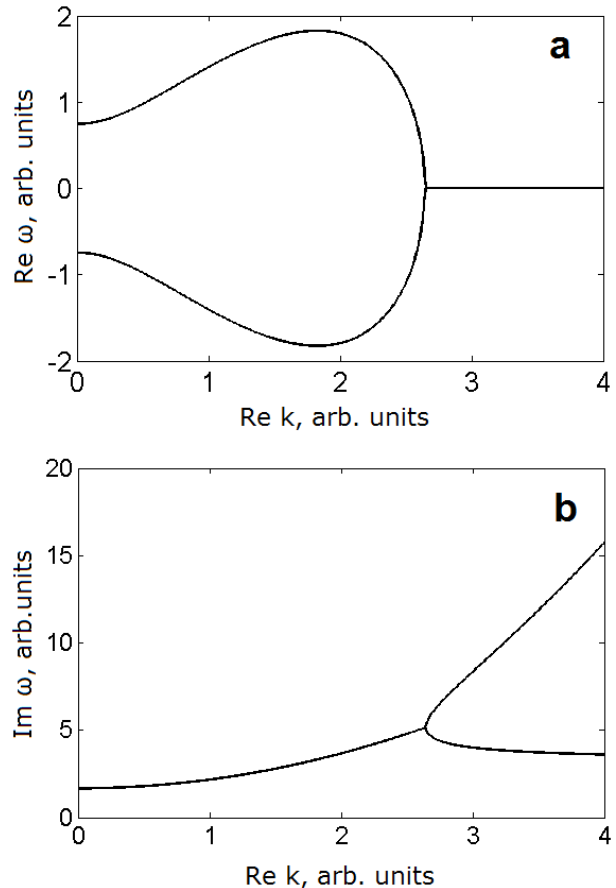 a
2
1
0
-1
-2
Re ω, arb. units
0 1 2 3 4
Re k, arb. units
b
20
15
10
5
0
Im ω, arb.units
0 1 2 3 4
Re k, arb. units